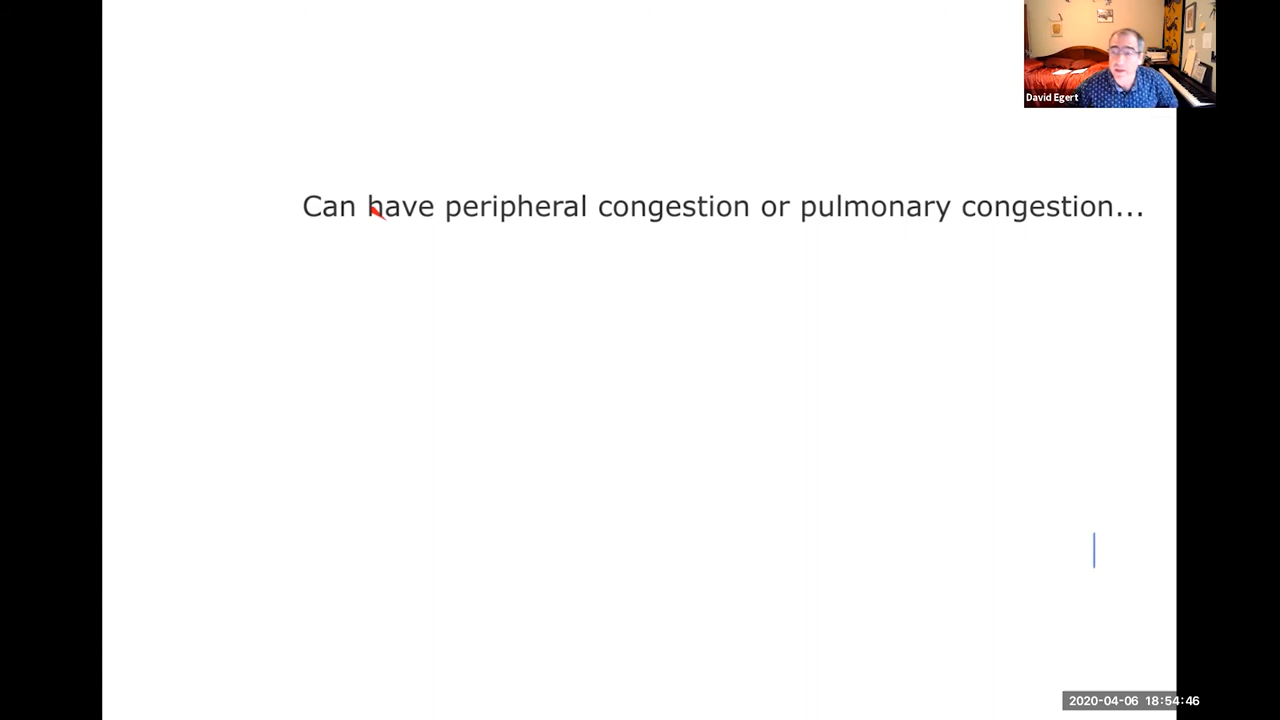 David Egert
Can have peripheral congestion or pulmonary congestion...
2020-04-06 18:54:46